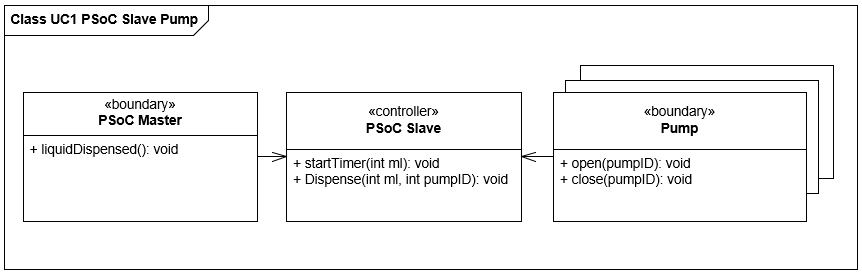 Class UC1 PSoC Slave Pump
«boundary»
PSoC Master
+ liquidDispensed(): void
«controller»
PSoC Slave
+ startTimer(int ml): void
+ Dispense(int ml, int pumpID): void
«boundary»
Pump
+ open(pumpID): void
+ close(pumpID): void